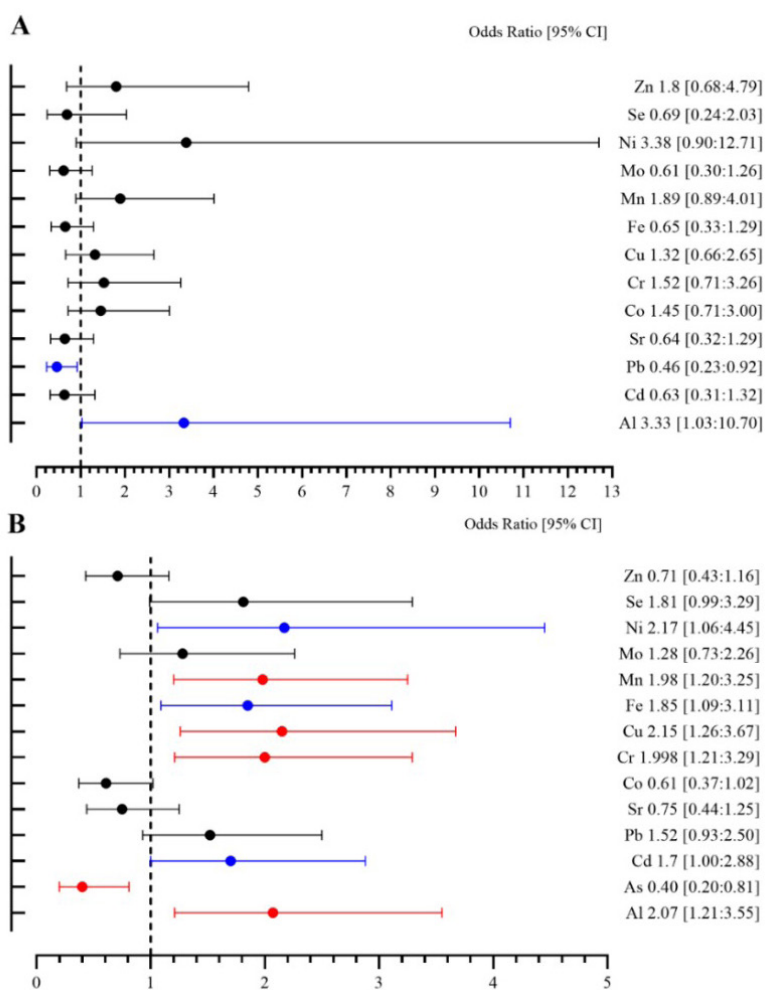 A
Odds Ratio [95% CI]
Zn 1.8 [0.68:4.79]
Se 0.69 [0.24:2.03]
Ni 3.38 [0.90:12.71]
Mo 0.61 [0.30:1.26]
Mn 1.89 [0.89:4.01]
Fe 0.65 [0.33:1.29]
Cu 1.32 [0.66:2.65]
Cr 1.52 [0.71:3.26]
Co 1.45 [0.71:3.00]
Sr 0.64 [0.32:1.29]
Pb 0.46 [0.23:0.92]
Cd 0.63 [0.31:1.32]
Al 3.33 [1.03:10.70]
0 1 2 3 4 5 6 7 8 9 10 11 12 13
B
Odds Ratio [95% CI]
Zn 0.71 [0.43:1.16]
Se 1.81 [0.99:3.29]
Ni 2.17 [1.06:4.45]
Mo 1.28 [0.73:2.26]
Mn 1.98 [1.20:3.25]
Fe 1.85 [1.09:3.11]
Cu 2.15 [1.26:3.67]
Cr 1.998 [1.21:3.29]
Co 0.61 [0.37:1.02]
Sr 0.75 [0.44:1.25]
Pb 1.52 [0.93:2.50]
Cd 1.7 [1.00:2.88]
As 0.40 [0.20:0.81]
Al 2.07 [1.21:3.55]
0 1 2 3 4 5